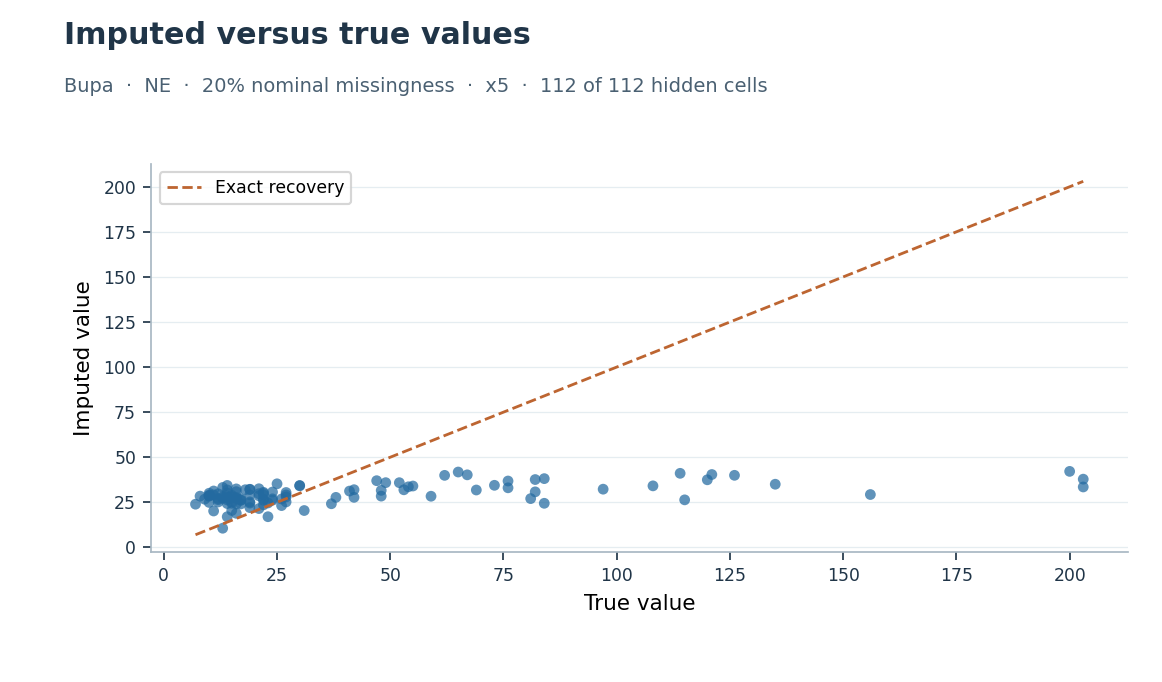 Imputed versus true values
Bupa · NE · 20% nominal missingness · x5 · 112 of 112 hidden cells
Exact recovery
200
175
150
125
100
75
50
25
0
Imputed value
0 25 50 75 100 125 150 175 200
True value